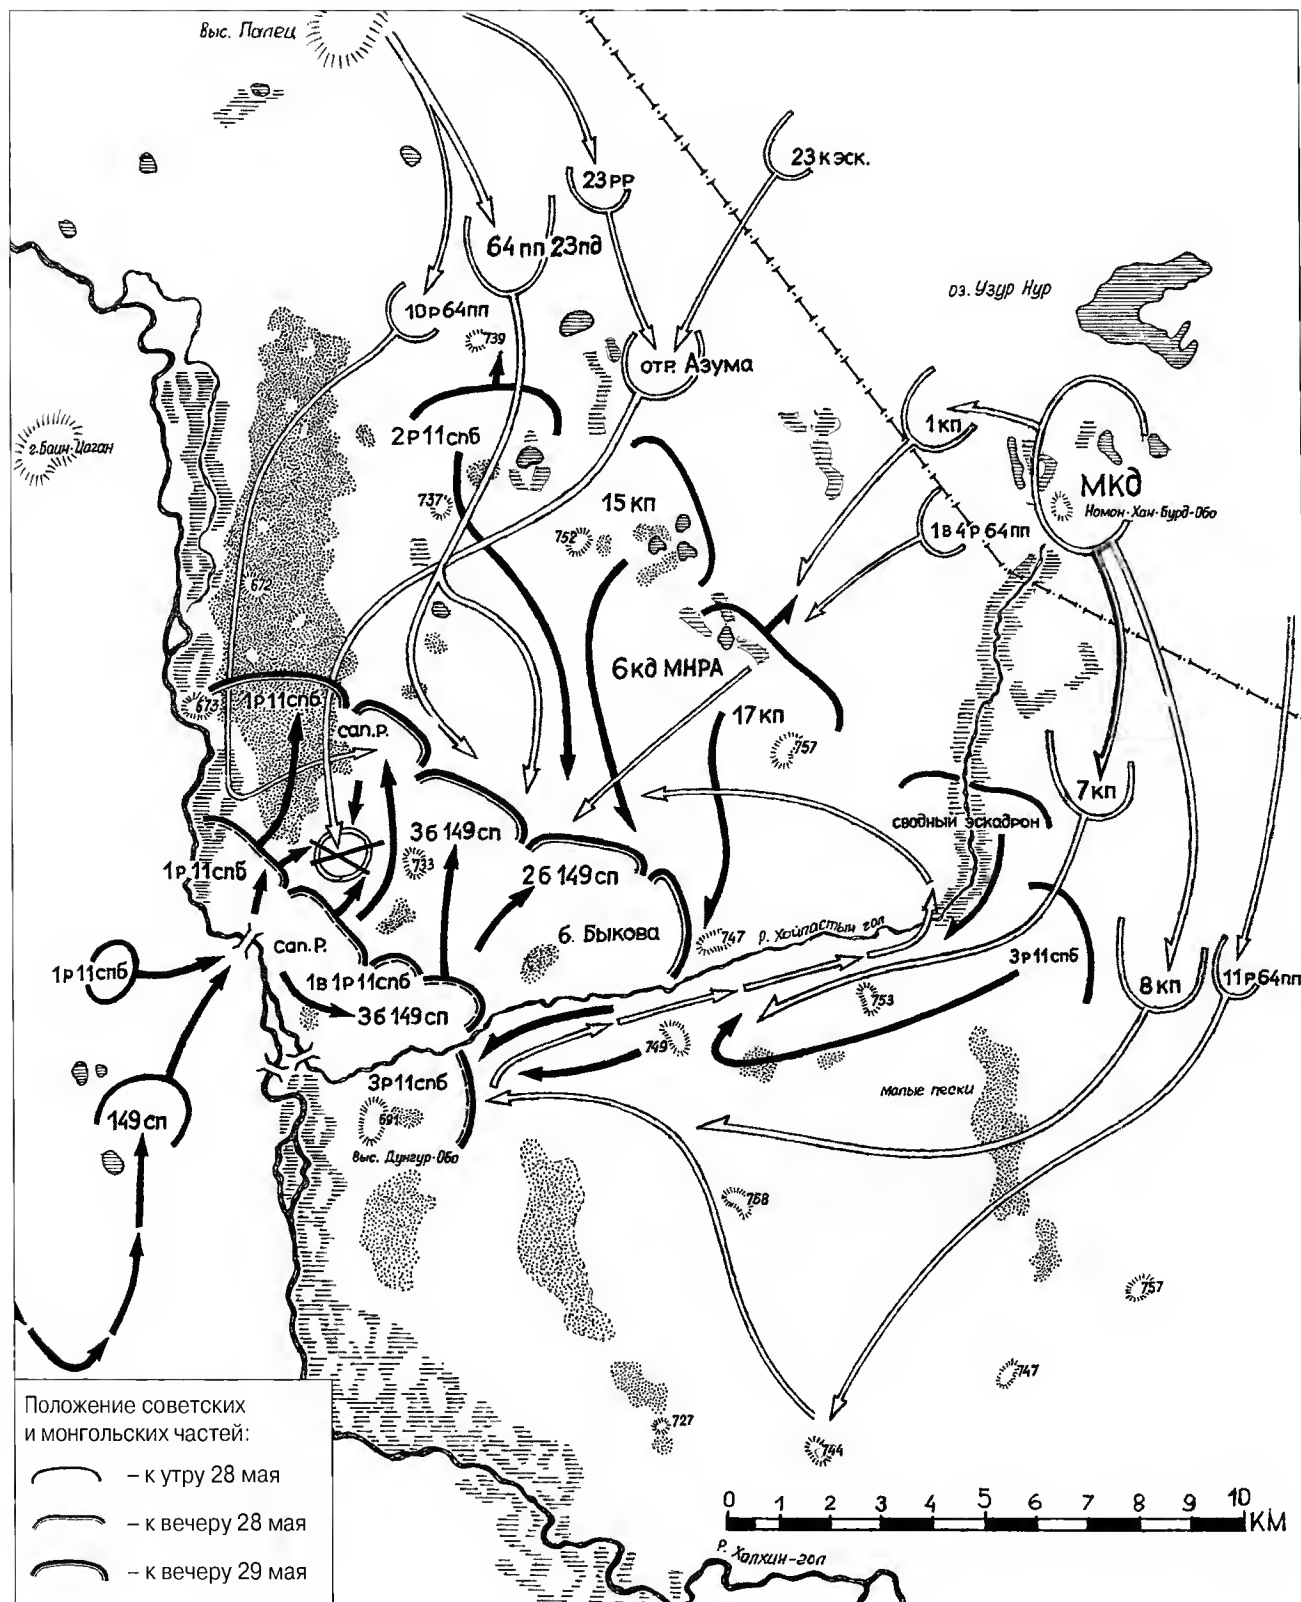 выс. Палец
23 к эск.
23 рр
64 пп 23 пд
оз. Узур Нур
10 р 64 пп
739
отр. Азума
1 кп
2 р 11 спб
г. Баин-Цаган
МКД
Номон-Хан-Бурд-Обо
737
15 кп
752
1 в 4 р 64 пп
672
6 кд МНРА
673
1 р 11 спб
17 кп
сап. р.
757
7 кп
сводный эскадрон
3б 149 сп
733
1 р 11 спб
2б 149 сп
б. Быкова
747
р. Хойластын гол
сап. р.
1 р 11 спб
1 в 1 р 11 спб
3 р 11 спб
8 кп
11 р 64 пп
753
3б 149 сп
749
3 р 11 спб
малые пески
149 сп
691
выс. Дунгур-Обо
758
757
747
727
744
Положение советских
и монгольских частей:
– к утру 28 мая
– к вечеру 28 мая
– к вечеру 29 мая
0 1 2 3 4 5 6 7 8 9 10
КМ
р. Халхин-гол